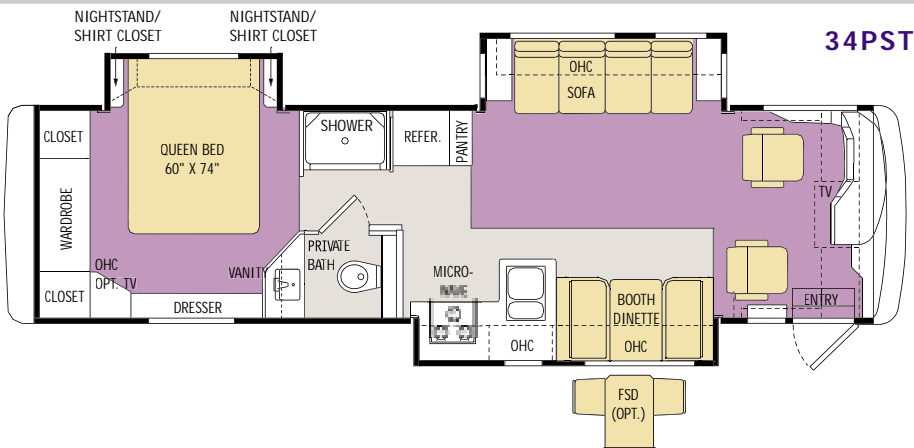 NIGHTSTAND/
SHIRT CLOSET
NIGHTSTAND/
SHIRT CLOSET
34PST
OHC
SOFA
CLOSET
SHOWER
REFER.
PANTRY
QUEEN BED
60" X 74"
WARDROBE
TV
PRIVATE
BATH
OHC
OPT. TV
VANITY
MICRO-
CLOSET
DRESSER
BOOTH
DINETTE
ENTRY
OHC
OHC
FSD
(OPT.)